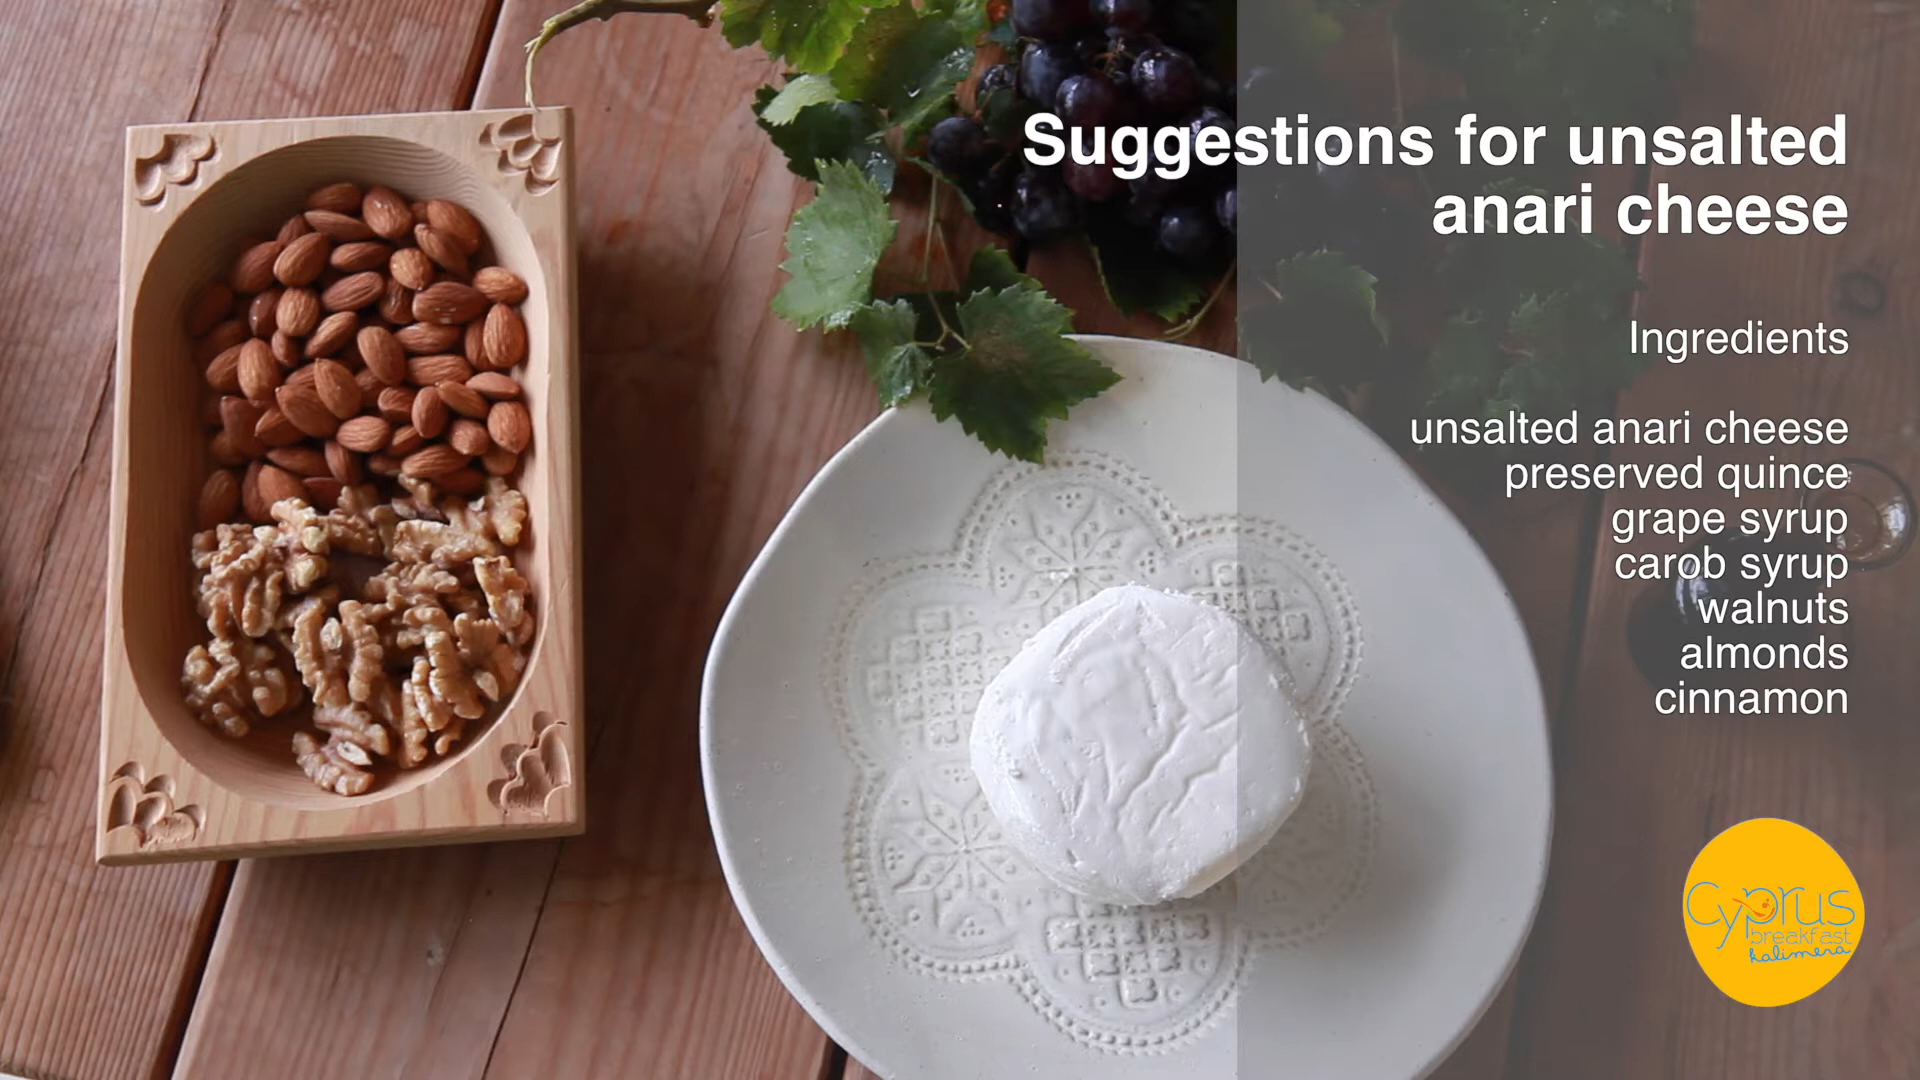 Suggestions for unsalted
anari cheese
Ingredients
unsalted anari cheese
preserved quince
grape syrup
carob syrup
walnuts
almonds
cinnamon
Cyprus
breakfast
kalimera